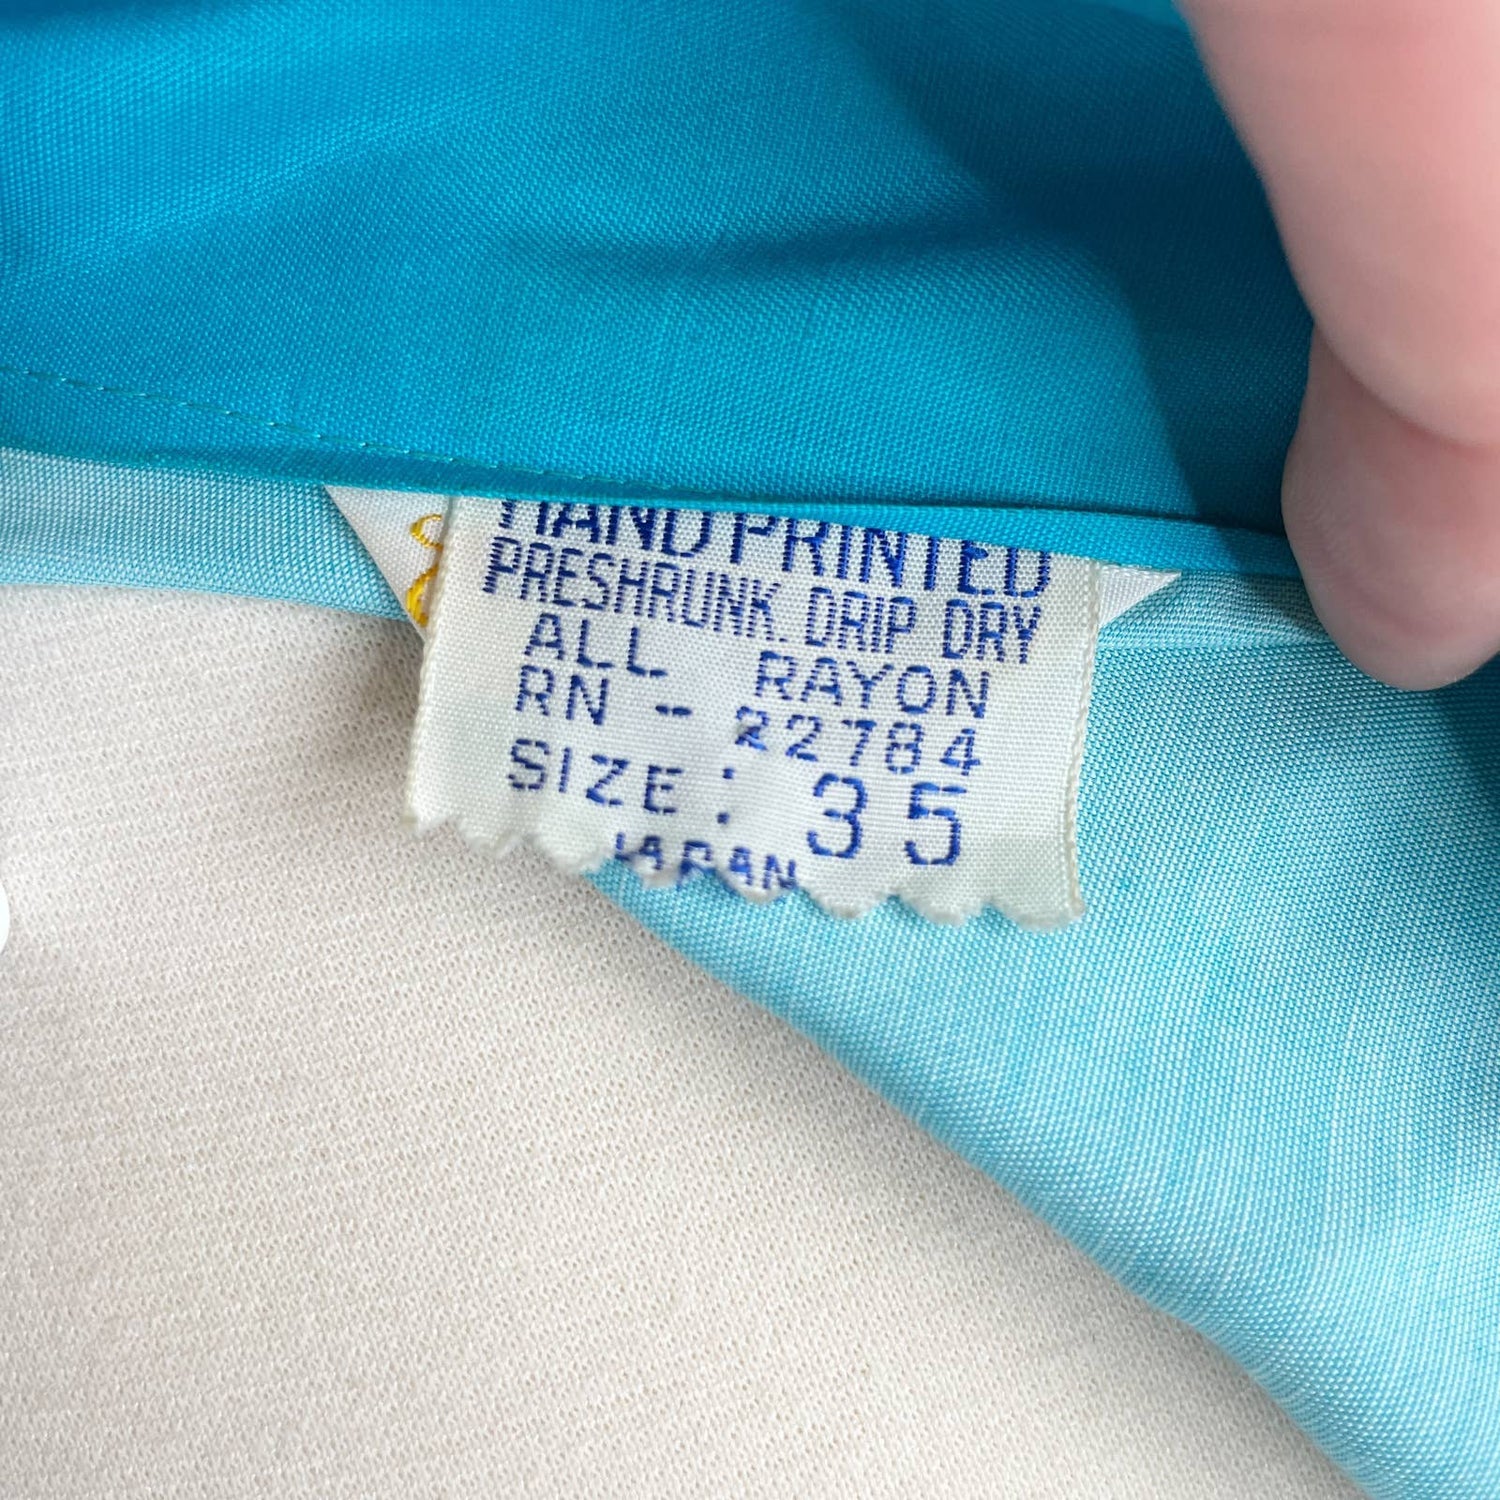 HAND PRINTED
PRESHRUNK. DRIP DRY
ALL RAYON
RN - 22784
SIZE: 35
JAPAN